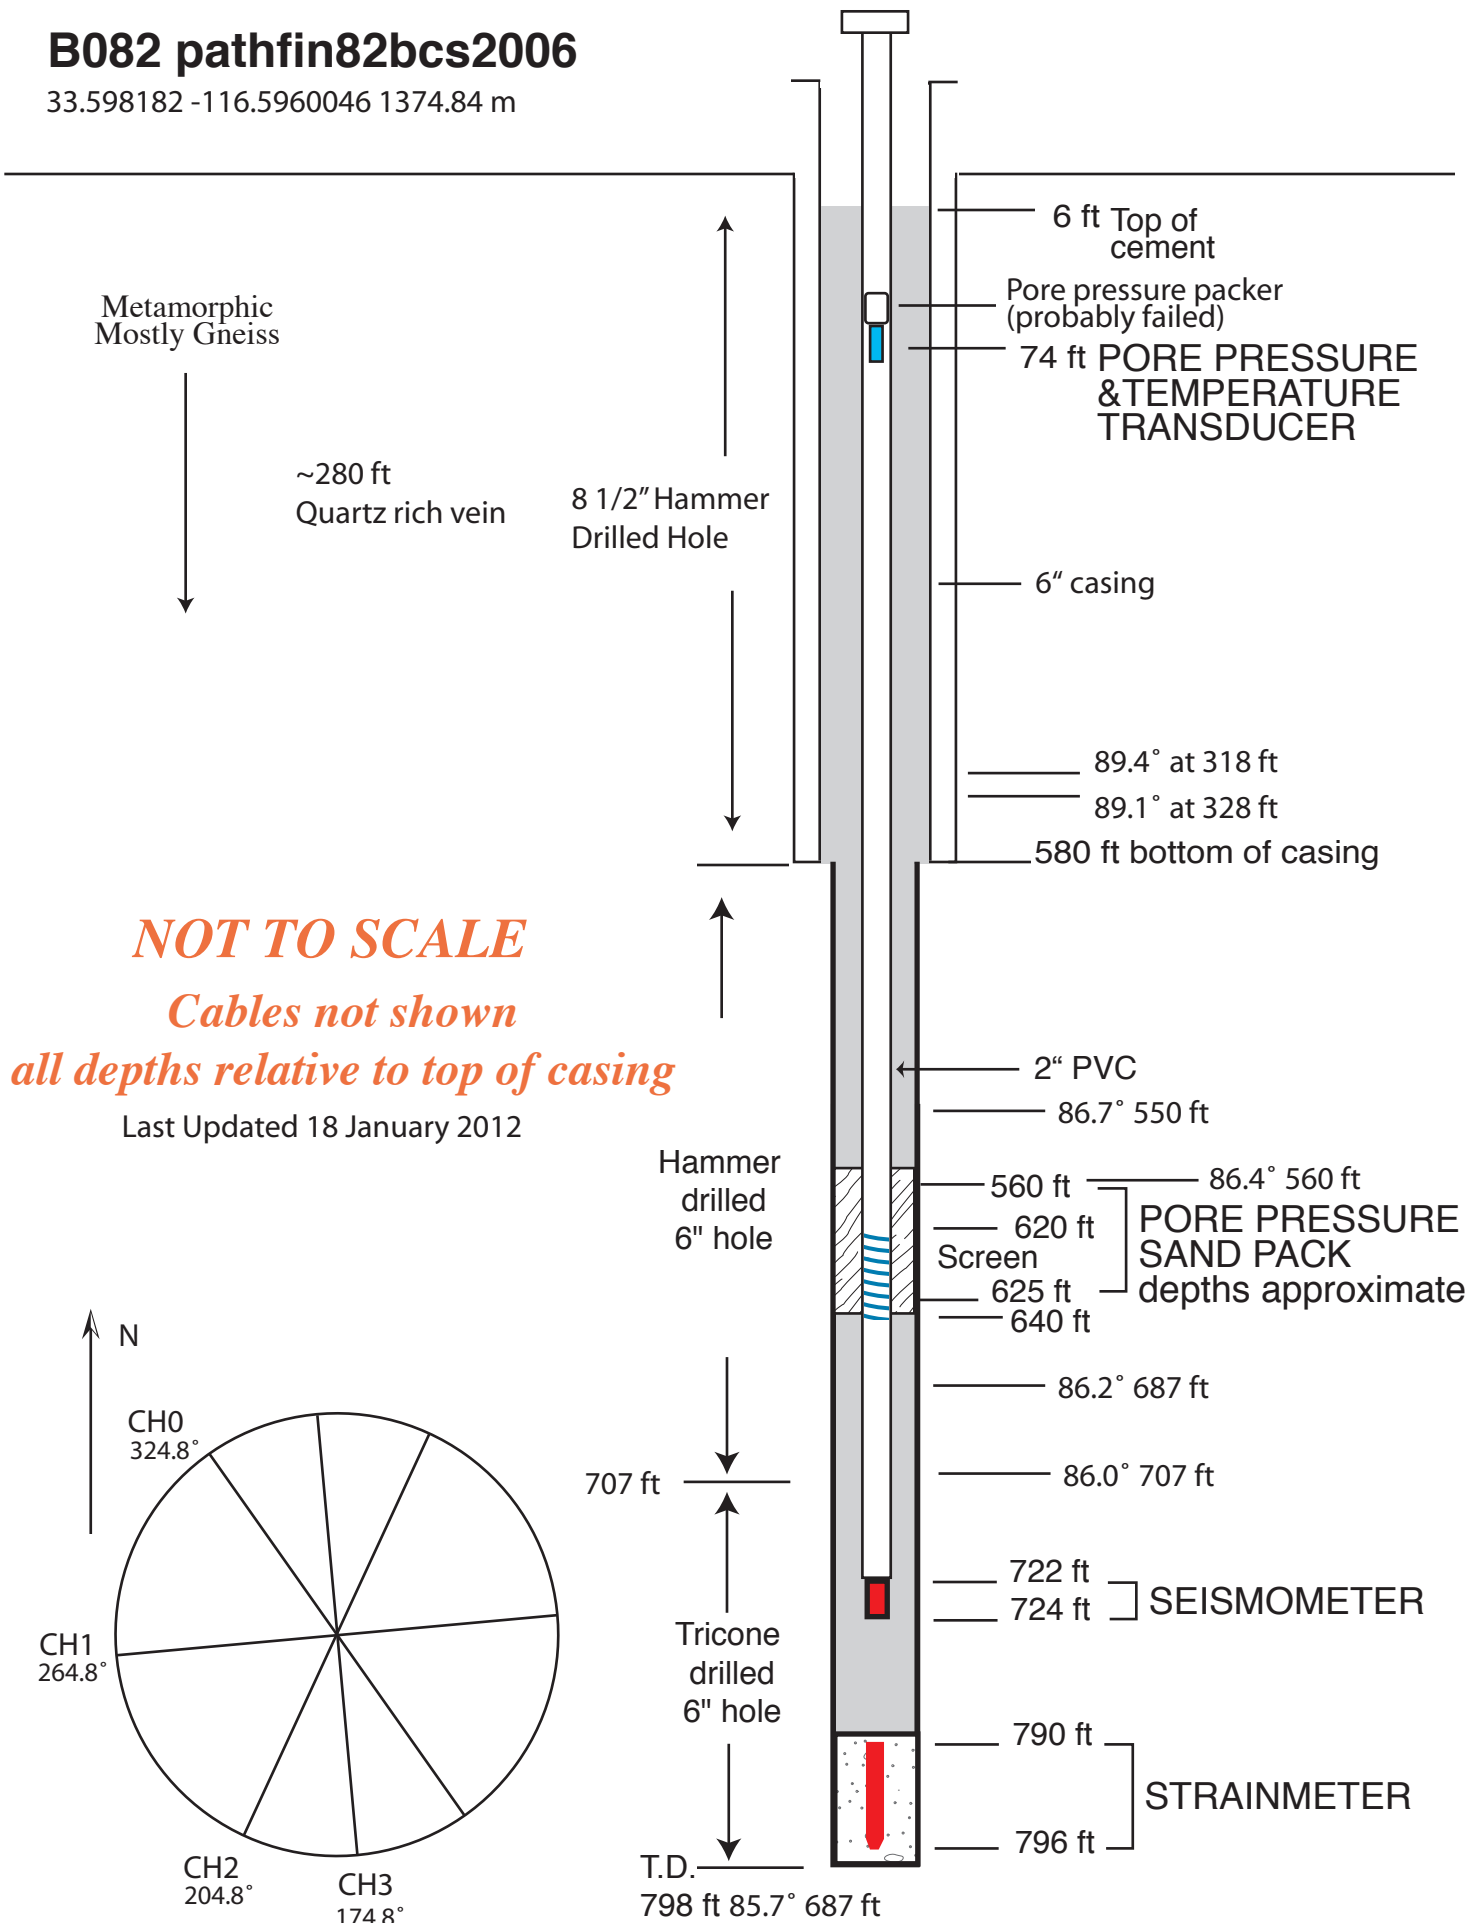 B082 pathfin82bcs2006
33.598182 -116.5960046 1374.84 m
6 ft Top of
cement
Pore pressure packer
(probably failed)
74 ft PORE PRESSURE
&TEMPERATURE
TRANSDUCER
Metamorphic
Mostly Gneiss
~280 ft
Quartz rich vein
8 1/2” Hammer
Drilled Hole
6“ casing
89.4˚ at 318 ft
89.1˚ at 328 ft
580 ft bottom of casing
NOT TO SCALE
Cables not shown
all depths relative to top of casing
Last Updated 18 January 2012
2“ PVC
86.7˚ 550 ft
Hammer
drilled
6" hole
560 ft
86.4˚ 560 ft
620 ft
Screen
625 ft
640 ft
PORE PRESSURE
SAND PACK
depths approximate
86.2˚ 687 ft
707 ft
86.0˚ 707 ft
N
CH0
324.8˚
CH1
264.8˚
CH2
204.8˚
CH3
174.8˚
722 ft
724 ft
SEISMOMETER
Tricone
drilled
6" hole
790 ft
STRAINMETER
796 ft
T.D.
798 ft 85.7˚ 687 ft